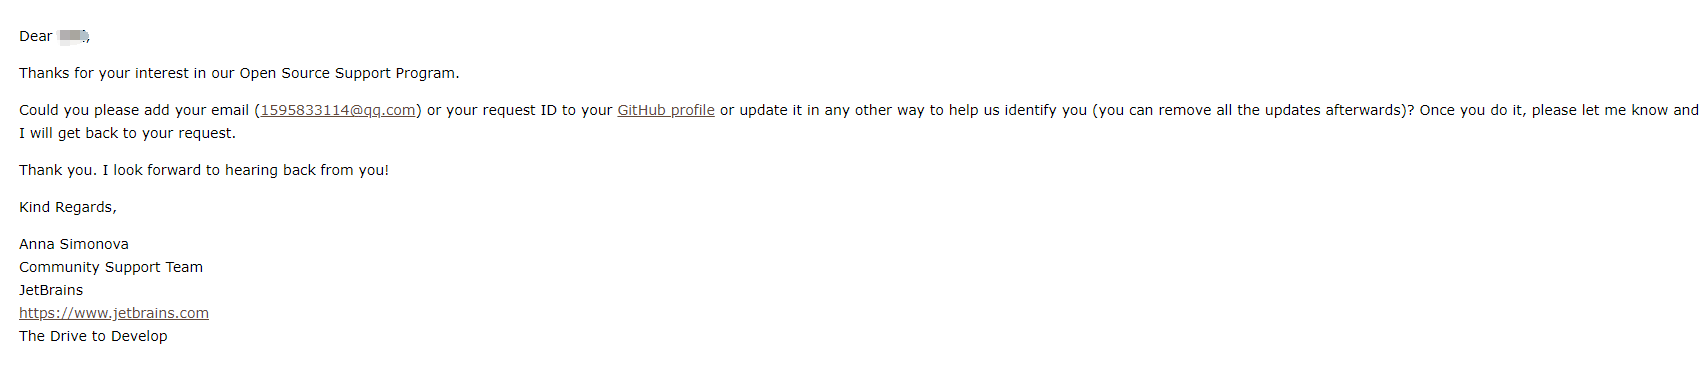 Dear ,
Thanks for your interest in our Open Source Support Program.
Could you please add your email (1595833114@qq.com) or your request ID to your GitHub profile or update it in any other way to help us identify you (you can remove all the updates afterwards)? Once you do it, please let me know and
I will get back to your request.
Thank you. I look forward to hearing back from you!
Kind Regards,
Anna Simonova
Community Support Team
JetBrains
https://www.jetbrains.com
The Drive to Develop